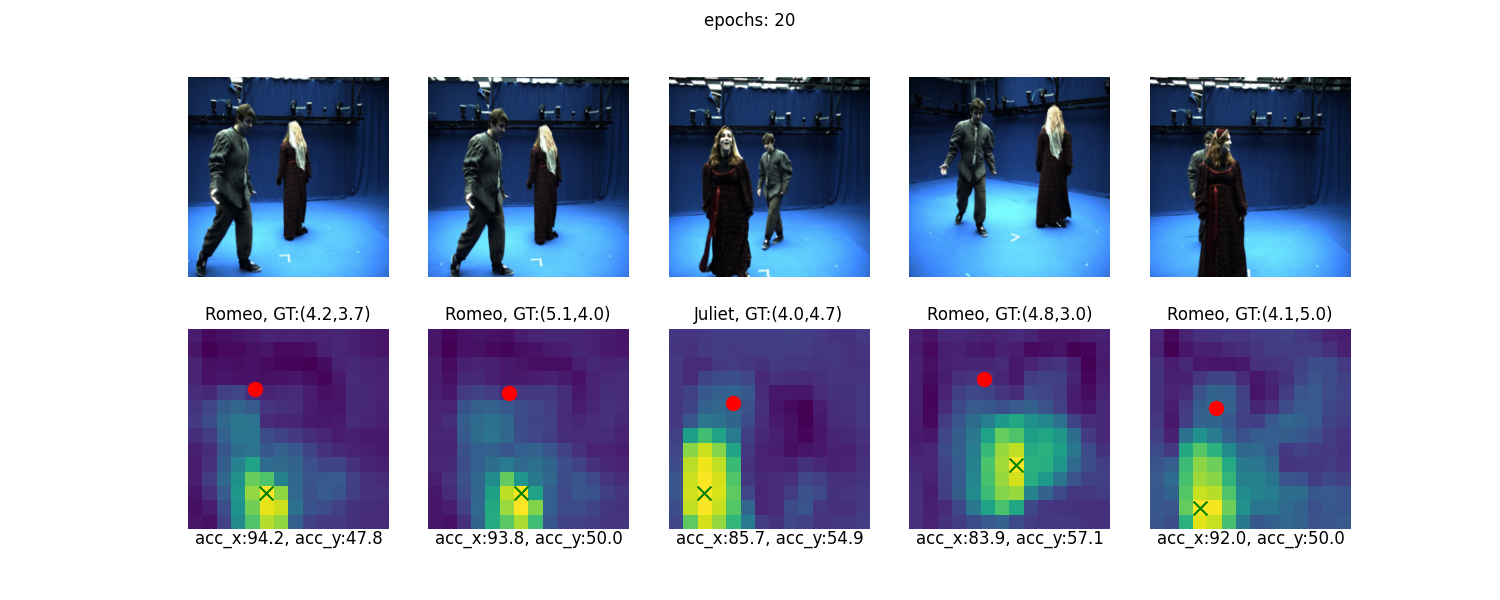 epochs: 20
Romeo, GT:(4.2,3.7)
Romeo, GT:(5.1,4.0)
Juliet, GT:(4.0,4.7)
Romeo, GT:(4.8,3.0)
Romeo, GT:(4.1,5.0)
acc_x:94.2, acc_y:47.8
acc_x:93.8, acc_y:50.0
acc_x:85.7, acc_y:54.9
acc_x:83.9, acc_y:57.1
acc_x:92.0, acc_y:50.0